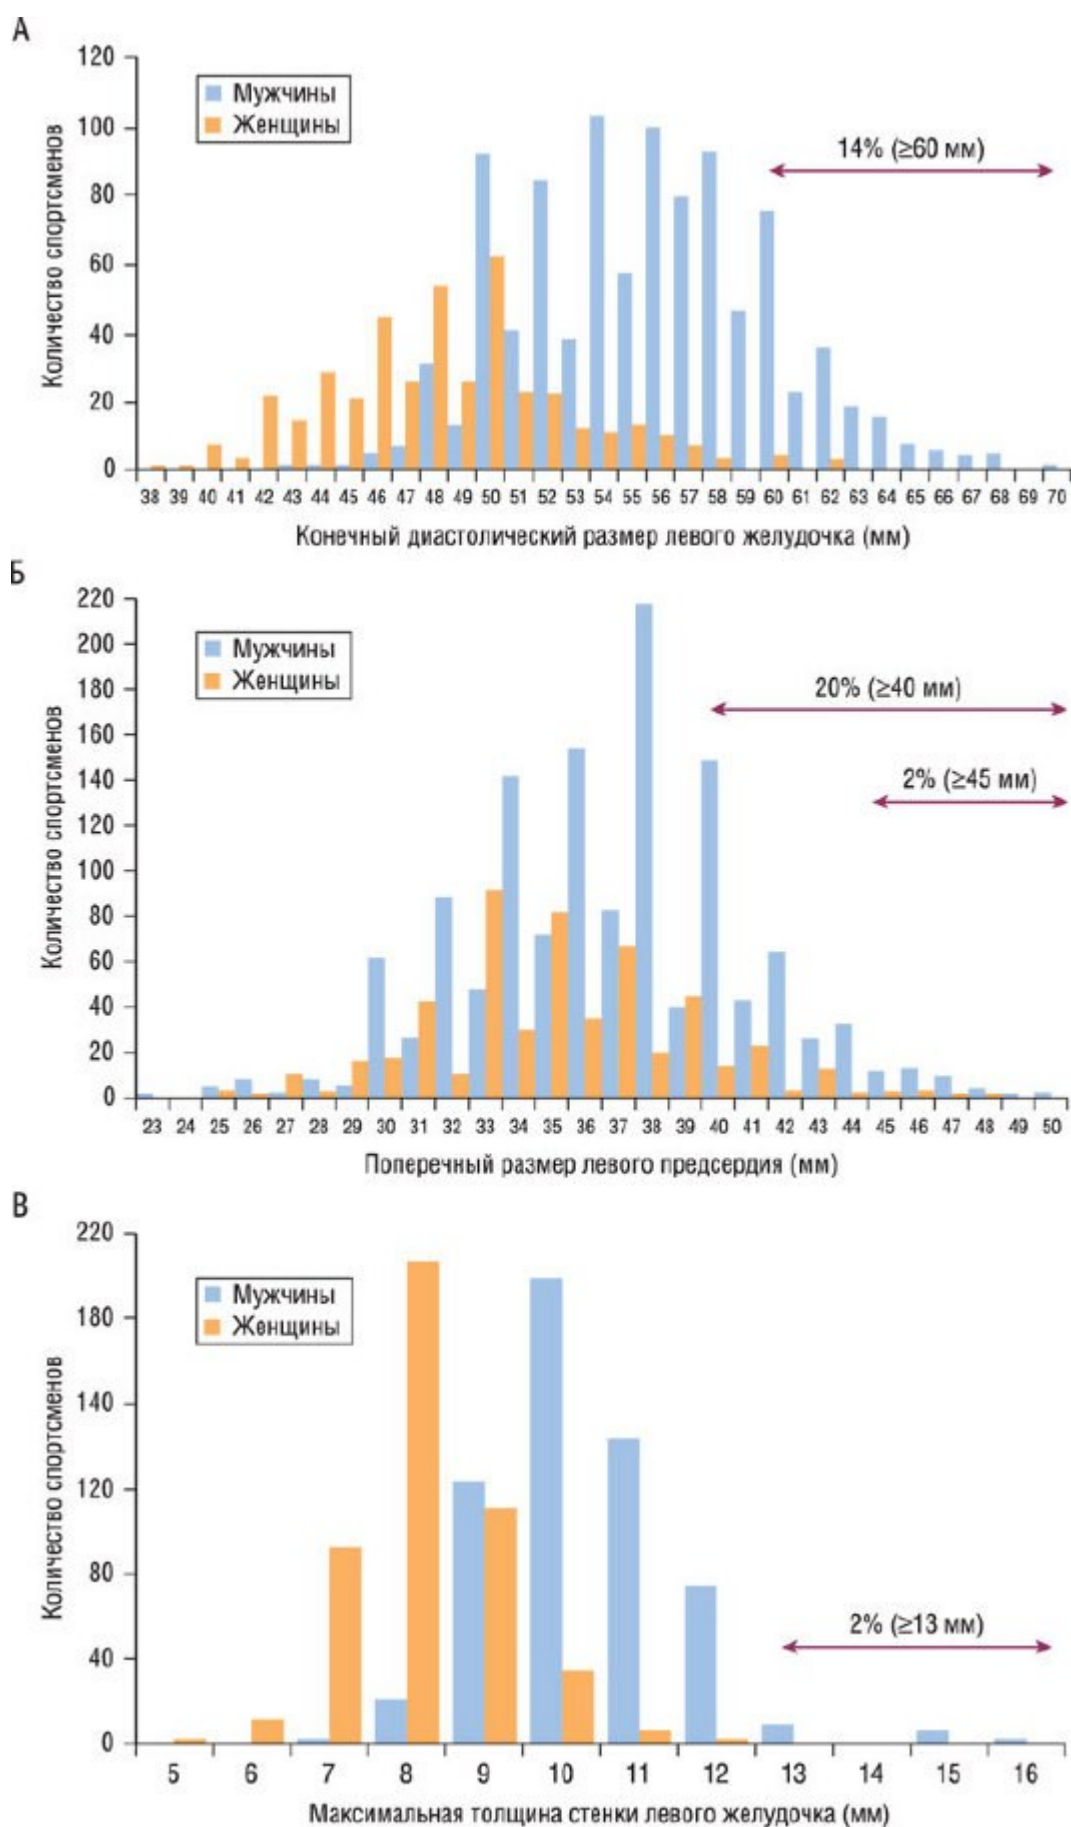 А
120
100
80
60
40
20
0
Количество спортсменов
Мужчины
Женщины
14% (≥60 мм)
38 39 40 41 42 43 44 45 46 47 48 49 50 51 52 53 54 55 56 57 58 59 60 61 62 63 64 65 66 67 68 69 70
Конечный диастолический размер левого желудочка (мм)
Б
220
200
180
160
140
120
100
80
60
40
20
0
Количество спортсменов
Мужчины
Женщины
20% (≥40 мм)
2% (≥45 мм)
23 24 25 26 27 28 29 30 31 32 33 34 35 36 37 38 39 40 41 42 43 44 45 46 47 48 49 50
Поперечный размер левого предсердия (мм)
В
220
180
140
120
80
40
0
Количество спортсменов
Мужчины
Женщины
2% (≥13 мм)
5 6 7 8 9 10 11 12 13 14 15 16
Максимальная толщина стенки левого желудочка (мм)